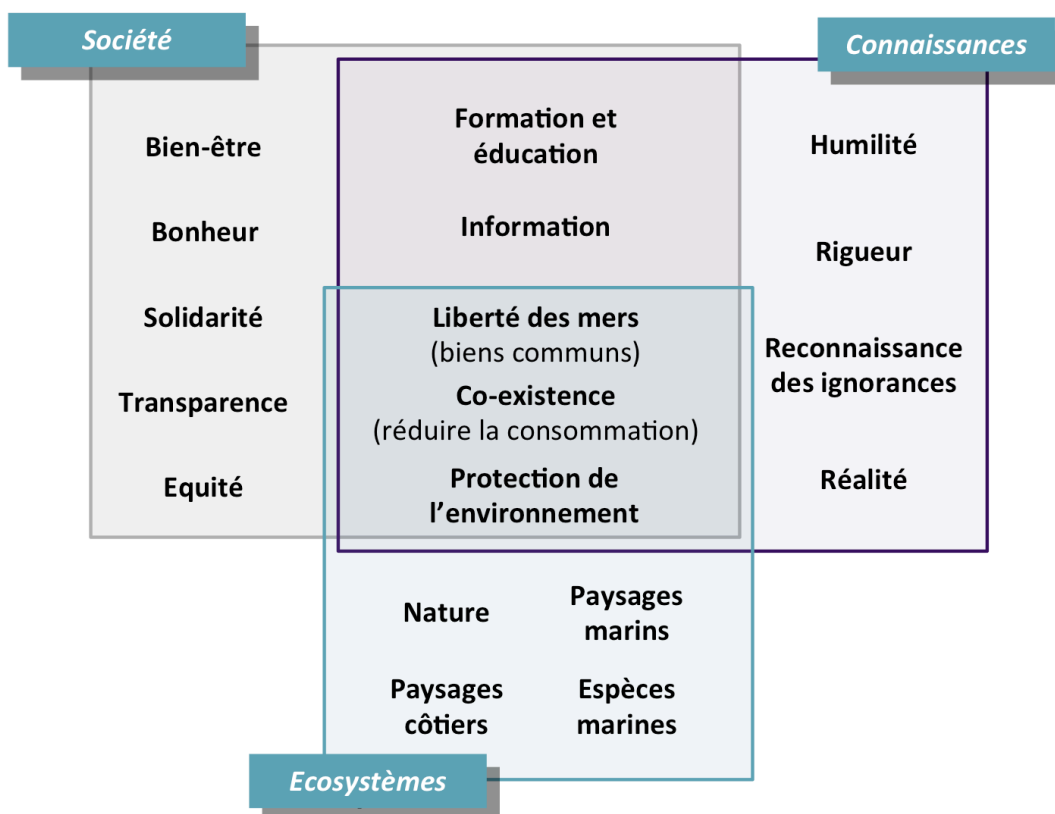 Société
Connaissances
Bien-être
Bonheur
Solidarité
Transparence
Equité
Formation et
éducation
Information
Liberté des mers
(biens communs)
Co-existence
(réduire la consommation)
Protection de
l’environnement
Humilité
Rigueur
Reconnaissance
des ignorances
Réalité
Nature
Paysages
marins
Paysages
côtiers
Espèces
marines
Ecosystèmes